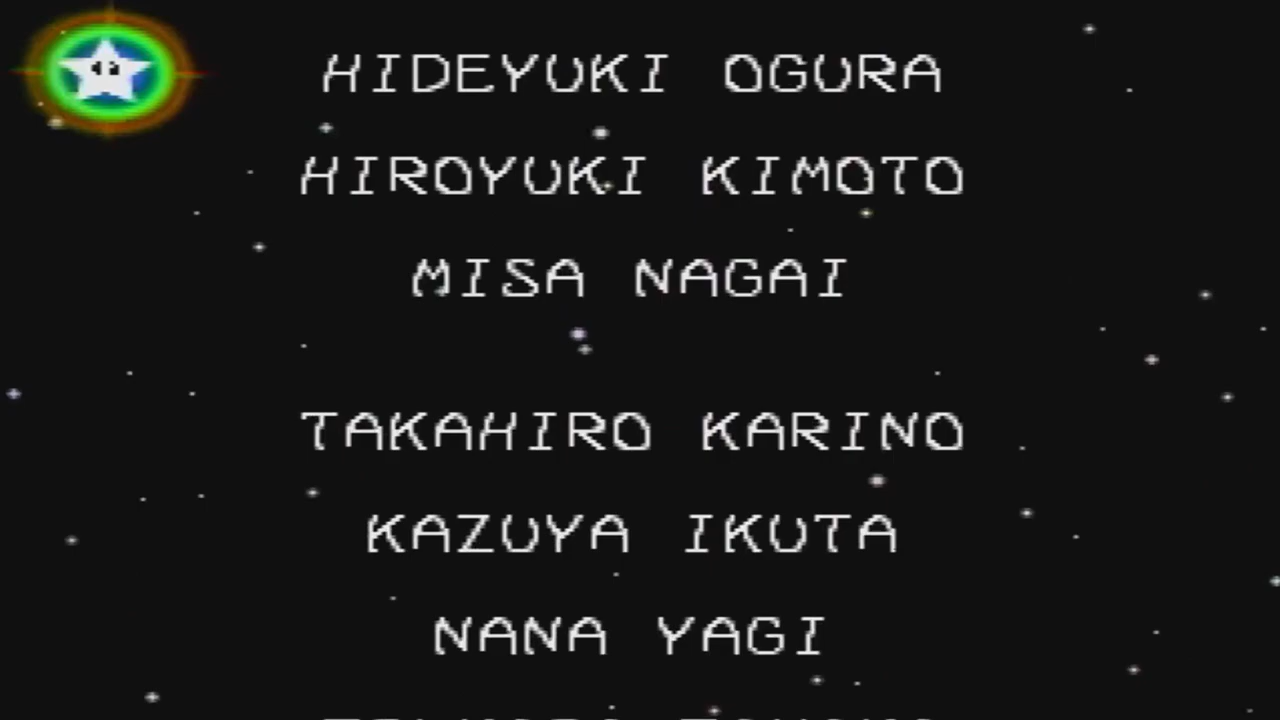 HIDEYUKI OGURA
HIROYUKI KIMOTO
MISA NAGAI
TAKAHIRO KARINO
KAZUYA IKUTA
NANA YAGI